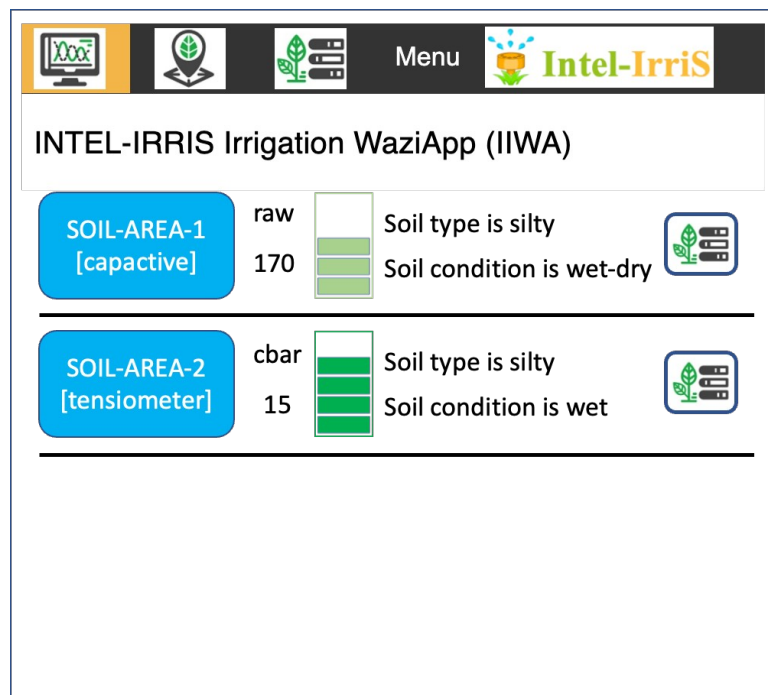 Menu
Intel-IrriS
INTEL-IRRIS Irrigation WaziApp (IIWA)
SOIL-AREA-1
[capactive]
raw
170
Soil type is silty
Soil condition is wet-dry
SOIL-AREA-2
[tensiometer]
cbar
15
Soil type is silty
Soil condition is wet